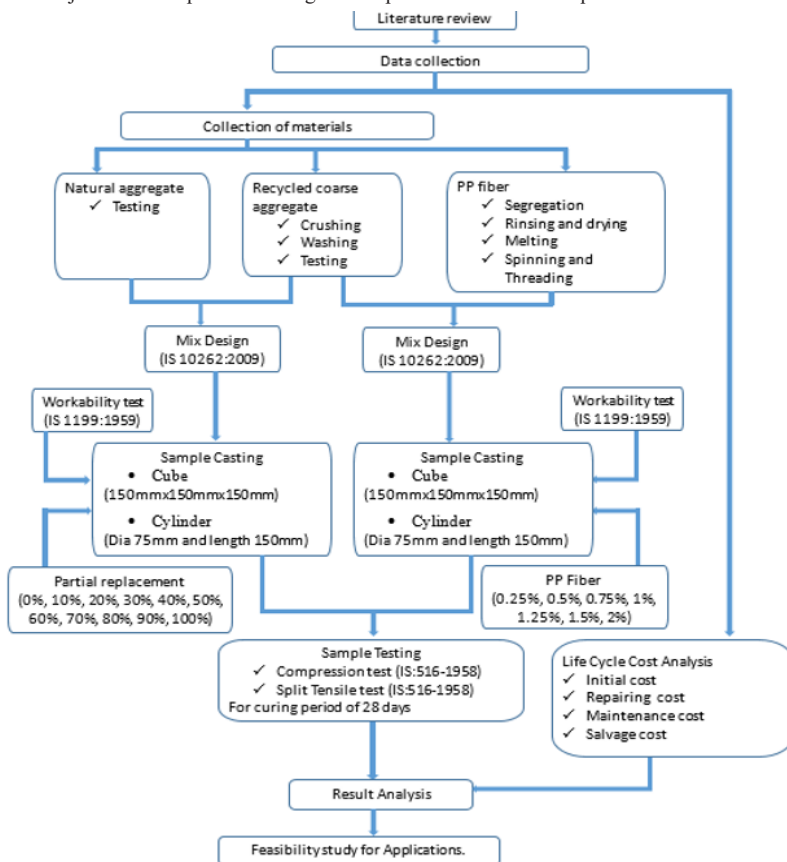 Literature review
Data collection
Collection of materials
Natural aggregate
✓ Testing
Recycled coarse
aggregate
✓ Crushing
✓ Washing
✓ Testing
PP fiber
✓ Segregation
✓ Rinsing and drying
✓ Melting
✓ Spinning and
Threading
Mix Design
(IS 10262:2009)
Mix Design
(IS 10262:2009)
Workability test
(IS 1199:1959)
Workability test
(IS 1199:1959)
Sample Casting
• Cube
(150mmx150mmx150mm)
• Cylinder
(Dia 75mm and length 150mm)
Sample Casting
• Cube
(150mmx150mmx150mm)
• Cylinder
(Dia 75mm and length 150mm)
Partial replacement
(0%, 10%, 20%, 30%, 40%, 50%,
60%, 70%, 80%, 90%, 100%)
PP Fiber
(0.25%, 0.5%, 0.75%, 1%,
1.25%, 1.5%, 2%)
Sample Testing
✓ Compression test (IS:516-1958)
✓ Split Tensile test (IS:516-1958)
For curing period of 28 days
Life Cycle Cost Analysis
✓ Initial cost
✓ Repairing cost
✓ Maintenance cost
✓ Salvage cost
Result Analysis
Feasibility study for Applications.